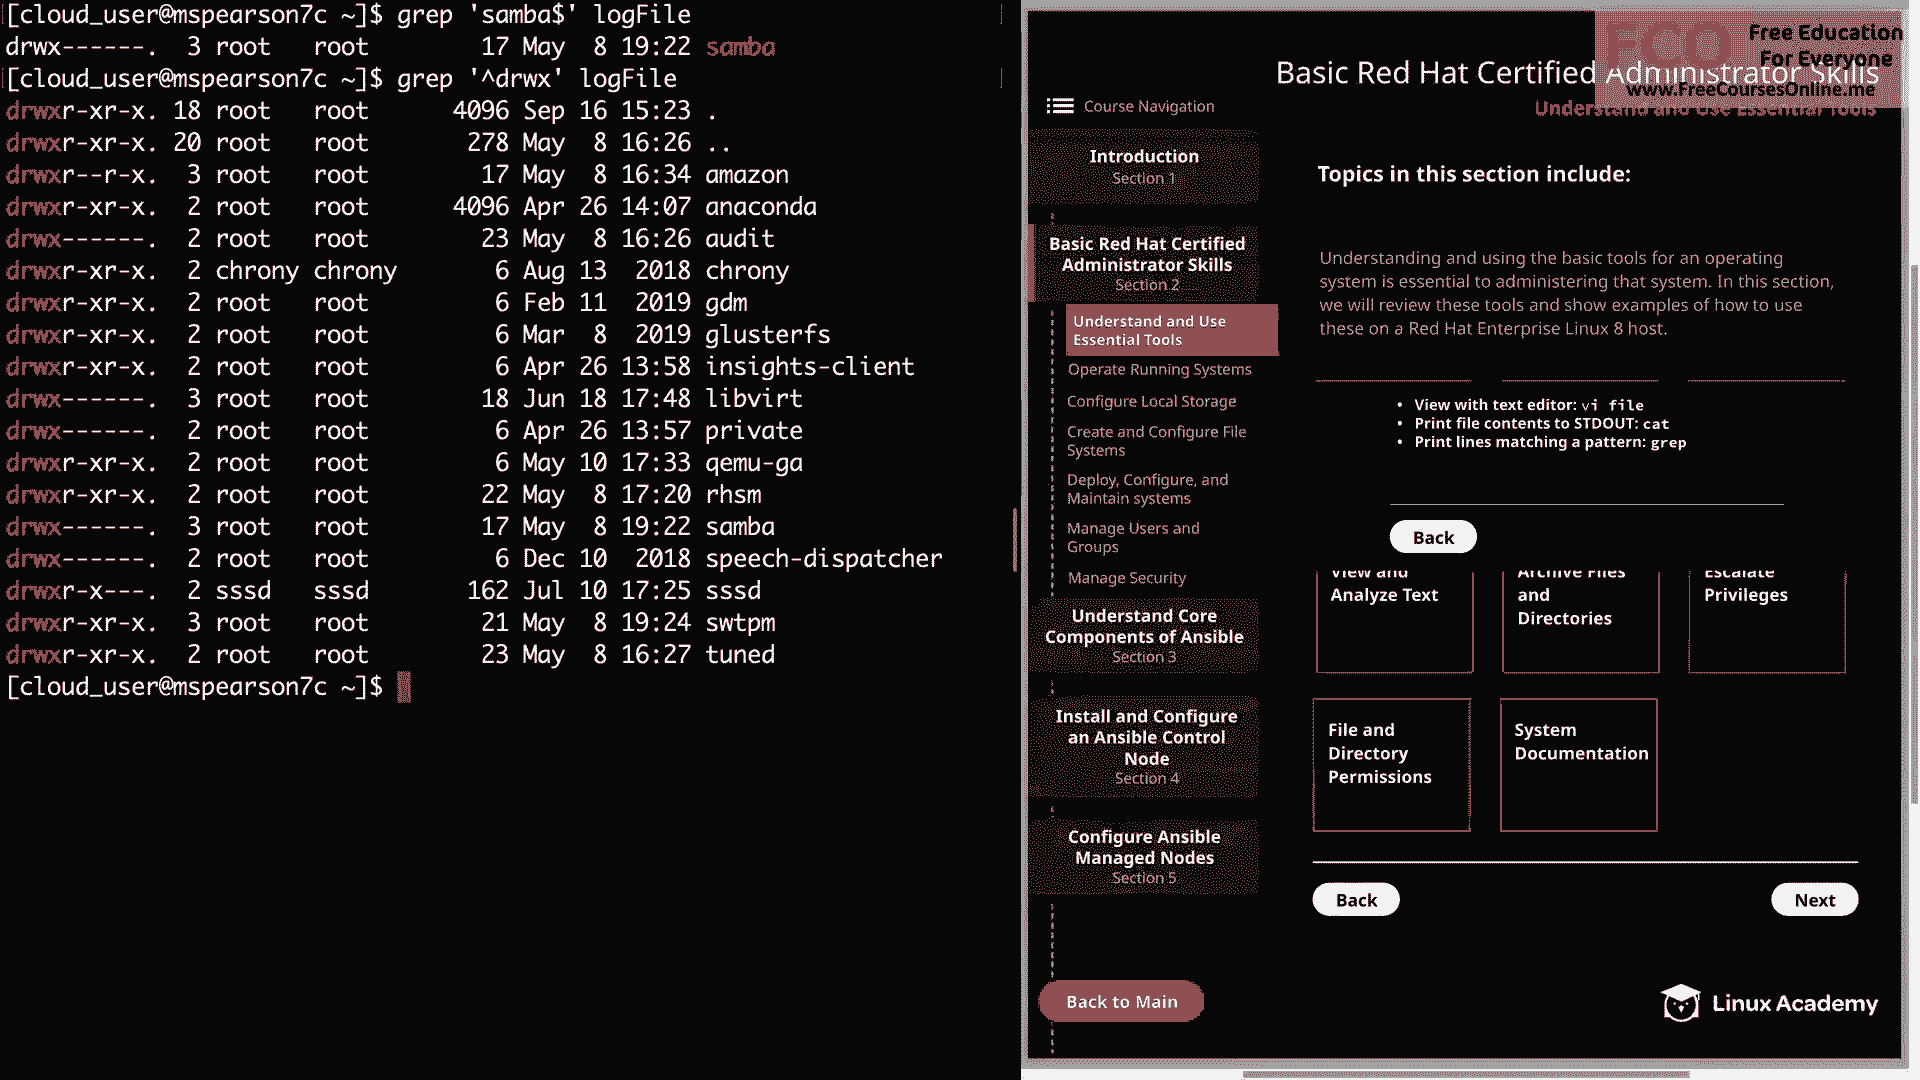 [cloud_user@mspearson7c ~]$ grep 'samba$' logFile
drwx------.  3 root   root        17 May  8 19:22 samba
[cloud_user@mspearson7c ~]$ grep '^drwx' logFile
drwxr-xr-x. 18 root   root      4096 Sep 16 15:23 .
drwxr-xr-x. 20 root   root       278 May  8 16:26 ..
drwxr--r-x.  3 root   root        17 May  8 16:34 amazon
drwxr-xr-x.  2 root   root      4096 Apr 26 14:07 anaconda
drwx------.  2 root   root        23 May  8 16:26 audit
drwxr-xr-x.  2 chrony chrony       6 Aug 13  2018 chrony
drwxr-xr-x.  2 root   root         6 Feb 11  2019 gdm
drwxr-xr-x.  2 root   root         6 Mar  8  2019 glusterfs
drwxr-xr-x.  2 root   root         6 Apr 26 13:58 insights-client
drwx------.  3 root   root        18 Jun 18 17:48 libvirt
drwx------.  2 root   root         6 Apr 26 13:57 private
drwxr-xr-x.  2 root   root         6 May 10 17:33 qemu-ga
drwxr-xr-x.  2 root   root        22 May  8 17:20 rhsm
drwx------.  3 root   root        17 May  8 19:22 samba
drwx------.  2 root   root         6 Dec 10  2018 speech-dispatcher
drwxr-x---.  2 sssd   sssd       162 Jul 10 17:25 sssd
drwxr-xr-x.  3 root   root        21 May  8 19:24 swtpm
drwxr-xr-x.  2 root   root        23 May  8 16:27 tuned
[cloud_user@mspearson7c ~]$
FCO
Free Education
For Everyone
www.FreeCoursesOnline.me
Basic Red Hat Certified Administrator Skills
Understand and Use Essential Tools
Course Navigation
Introduction
Section 1
Basic Red Hat Certified
Administrator Skills
Section 2
Understand and Use
Essential Tools
Operate Running Systems
Configure Local Storage
Create and Configure File
Systems
Deploy, Configure, and
Maintain systems
Manage Users and
Groups
Manage Security
Understand Core
Components of Ansible
Section 3
Install and Configure
an Ansible Control
Node
Section 4
Configure Ansible
Managed Nodes
Section 5
Back to Main
Topics in this section include:
Understanding and using the basic tools for an operating
system is essential to administering that system. In this section,
we will review these tools and show examples of how to use
these on a Red Hat Enterprise Linux 8 host.
• View with text editor: vi file
• Print file contents to STDOUT: cat
• Print lines matching a pattern: grep
Back
View and
Analyze Text
Archive Files
and
Directories
Escalate
Privileges
File and
Directory
Permissions
System
Documentation
Back
Next
Linux Academy